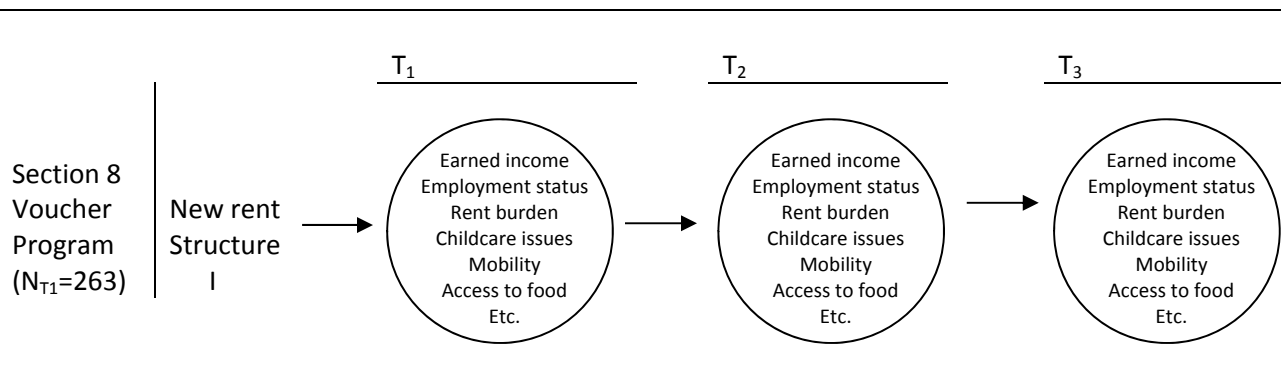 T₁
T₂
T₃
Section 8
Voucher
Program
(N_T1=263)
New rent
Structure
I
Earned income
Employment status
Rent burden
Childcare issues
Mobility
Access to food
Etc.
Earned income
Employment status
Rent burden
Childcare issues
Mobility
Access to food
Etc.
Earned income
Employment status
Rent burden
Childcare issues
Mobility
Access to food
Etc.